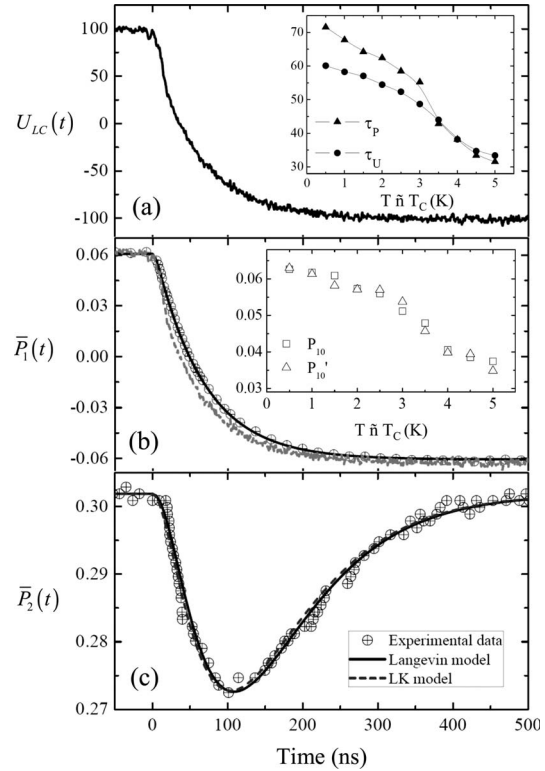 100
50
0
-50
-100
U_LC(t)
(a)
70
60
50
40
30
τ_P
τ_U
0 1 2 3 4 5
T ñ T_C (K)
0.06
0.03
0.00
-0.03
-0.06
P̅_1(t)
(b)
0.06
0.05
0.04
0.03
P_10
P_10'
0 1 2 3 4 5
T ñ T_C (K)
0.30
0.29
0.28
0.27
P̅_2(t)
(c)
Experimental data
Langevin model
LK model
0 100 200 300 400 500
Time (ns)